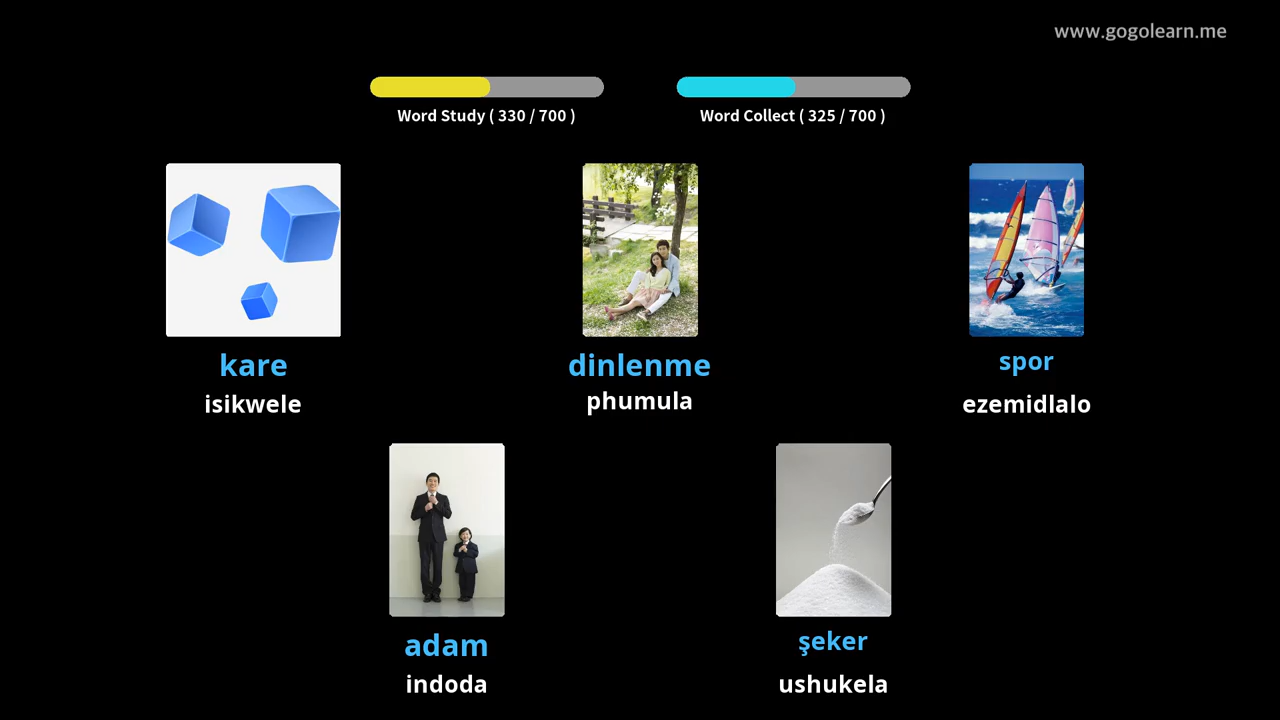 www.gogolearn.me
Word Study ( 330 / 700 )
Word Collect ( 325 / 700 )
kare
isikwele
dinlenme
phumula
spor
ezemidlalo
adam
indoda
şeker
ushukela